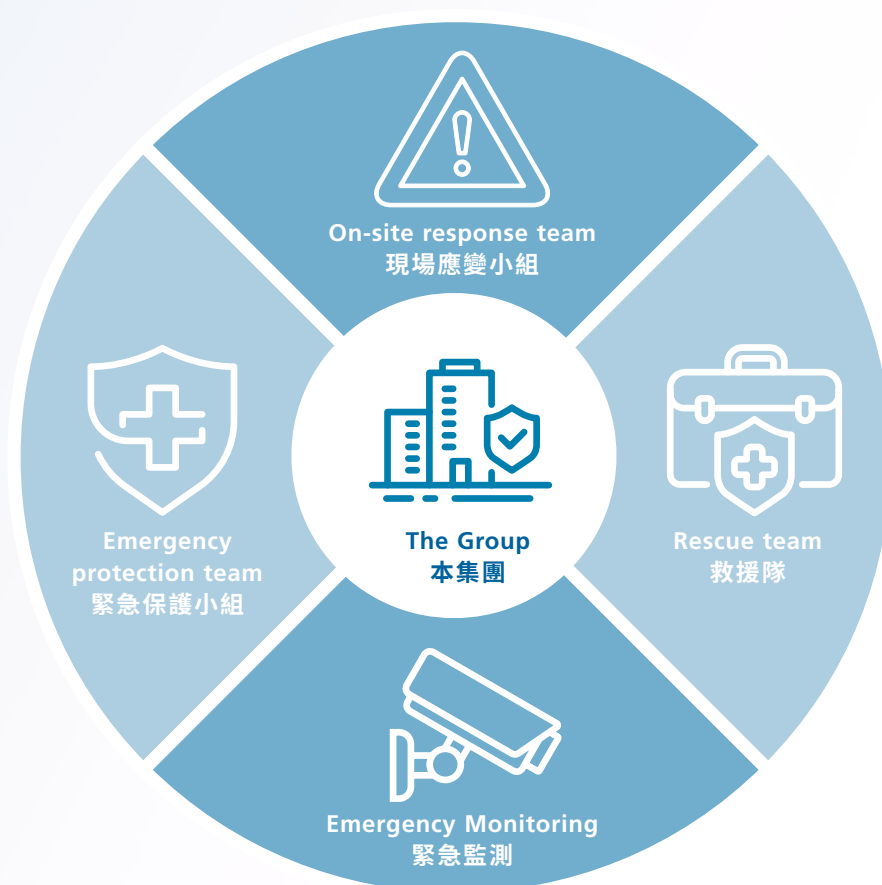 On-site response team
現場應變小組
Emergency
protection team
緊急保護小組
The Group
本集團
Rescue team
救援隊
Emergency Monitoring
緊急監測